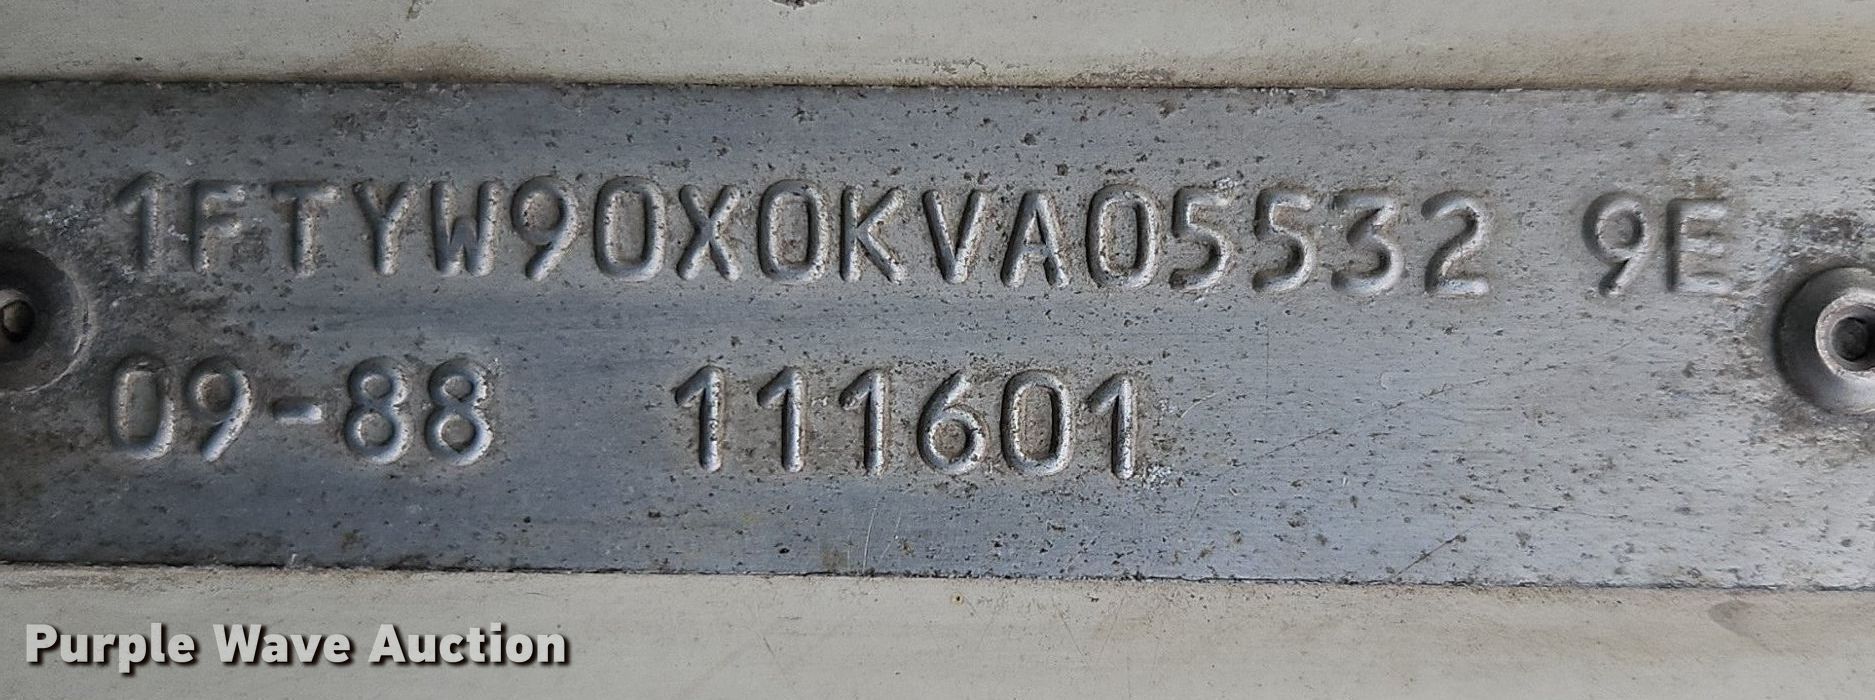 1FTYW90X0KVA05532 9E
09-88 111601
Purple Wave Auction